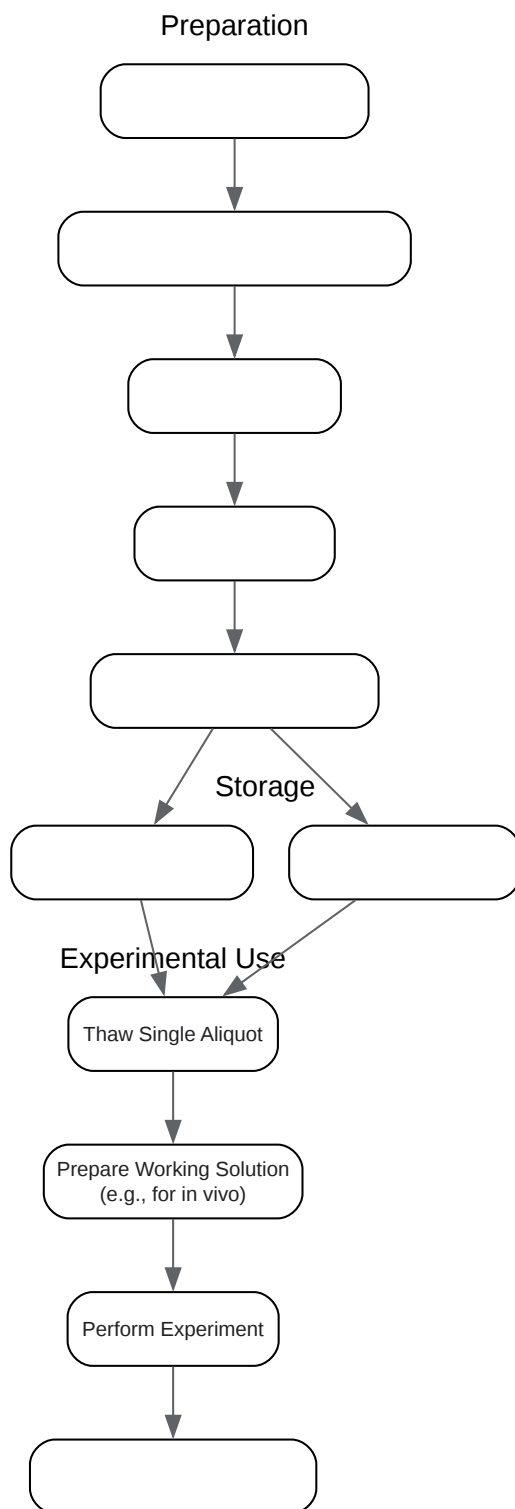 Preparation
Storage
Experimental Use
Thaw Single Aliquot
Prepare Working Solution
(e.g., for in vivo)
Perform Experiment